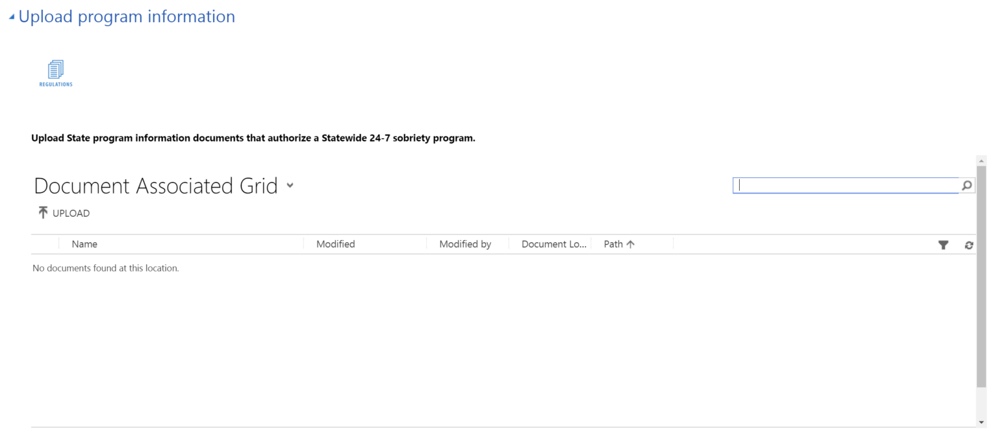 Upload program information
REGULATIONS
Upload State program information documents that authorize a Statewide 24-7 sobriety program.
Document Associated Grid
UPLOAD
Name Modified Modified by Document Lo... Path
No documents found at this location.